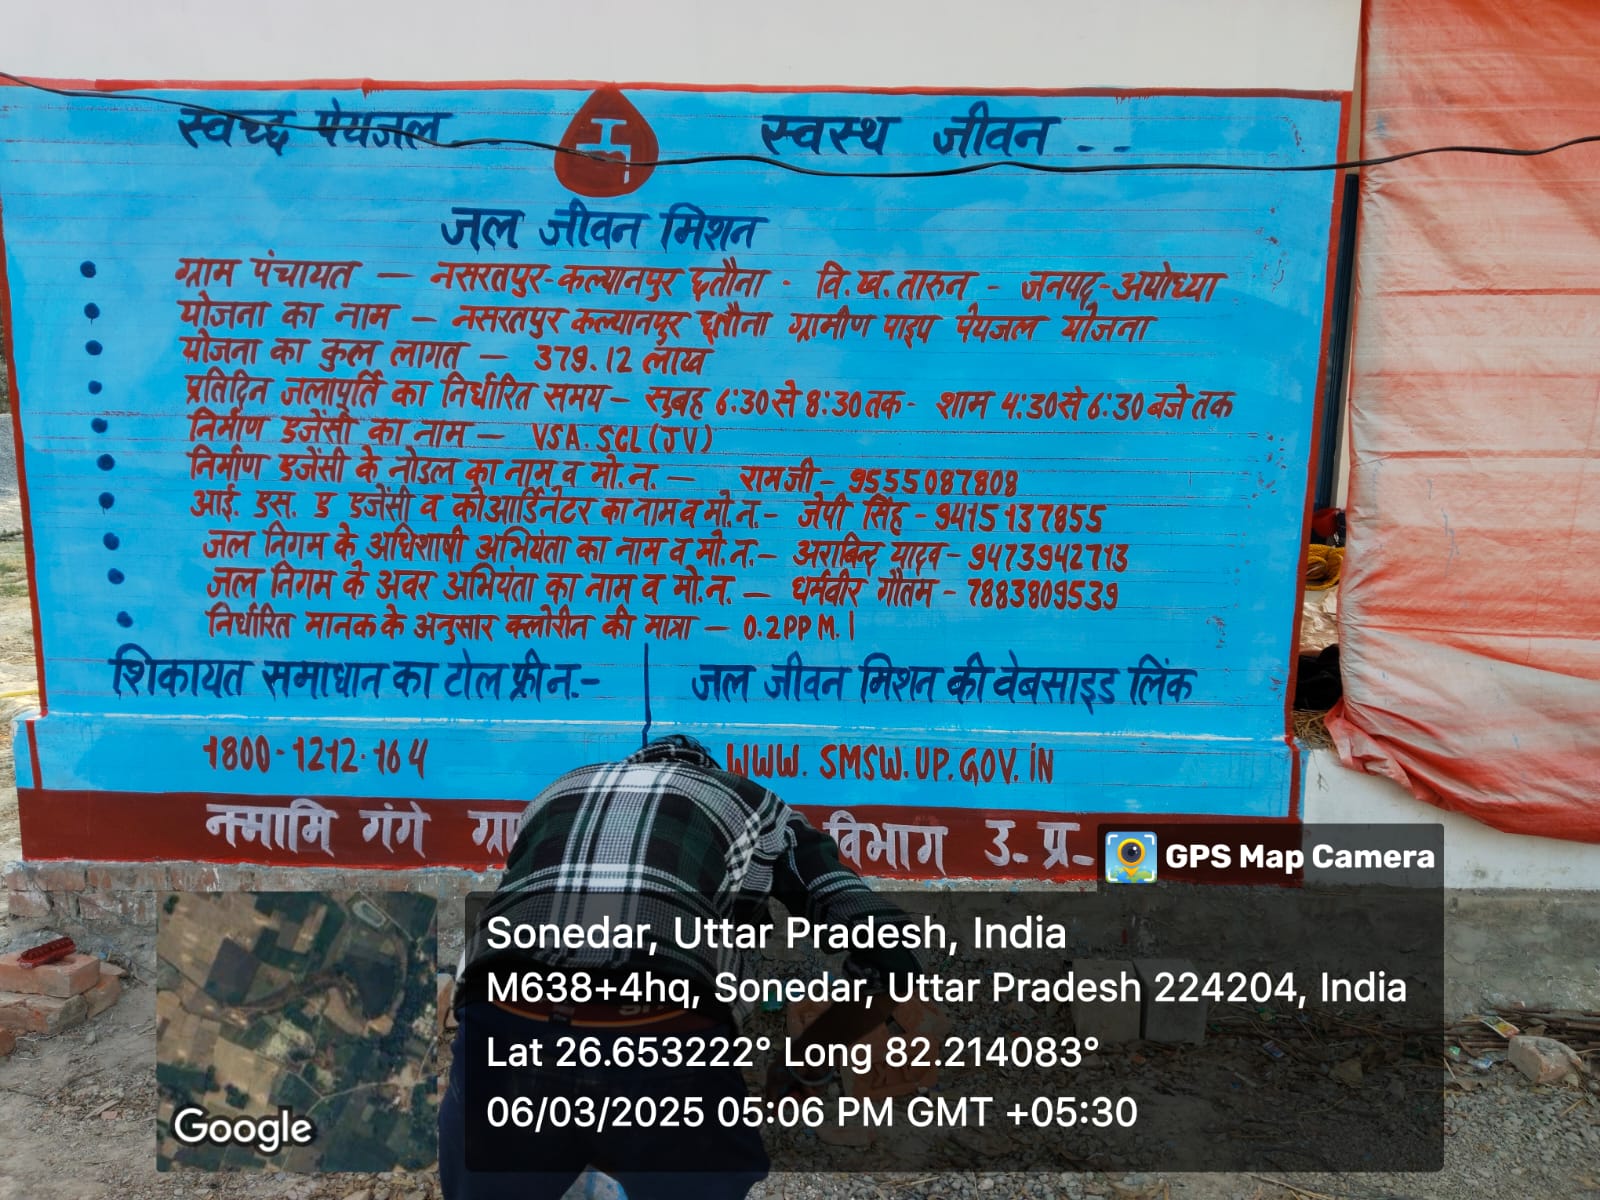 स्वच्छ पेयजल - - स्वस्थ जीवन - -
जल जीवन मिशन
ग्राम पंचायत — नसरतपुर-कल्यानपुर छतौना - वि.ख.तारुन - जनपद-अयोध्या
योजना का नाम — नसरतपुर कल्यानपुर छतौना ग्रामीण पाइप पेयजल योजना
योजना का कुल लागत — 379.12 लाख
प्रतिदिन जलापूर्ति का निर्धारित समय — सुबह 6:30 से 8:30 तक - शाम 4:30 से 6:30 बजे तक
निर्माण एजेंसी का नाम — VSA. SCL (JV)
निर्माण एजेंसी के नोडल का नाम व मो. न. — रामजी - 9555087808
आई. एस. ए एजेंसी व कोआर्डिनेटर का नाम व मो. न. - जेपी सिंह - 9415137855
जल निगम के अधिशाषी अभियंता का नाम व मो. न. - अरविन्द यादव - 9473942713
जल निगम के अवर अभियंता का नाम व मो. न. — धर्मवीर गौतम - 7883809539
निर्धारित मानक के अनुसार क्लोरीन की मात्रा — 0.2 PPM.।
शिकायत समाधान का टोल फ्री न. -
1800-1212-164
जल जीवन मिशन की वेबसाइड लिंक
WWW. SMSW. UP. GOV. IN
नमामि गंगे विभाग उ. प्र.
GPS Map Camera
Sonedar, Uttar Pradesh, India
M638+4hq, Sonedar, Uttar Pradesh 224204, India
Lat 26.653222° Long 82.214083°
06/03/2025 05:06 PM GMT +05:30
Google